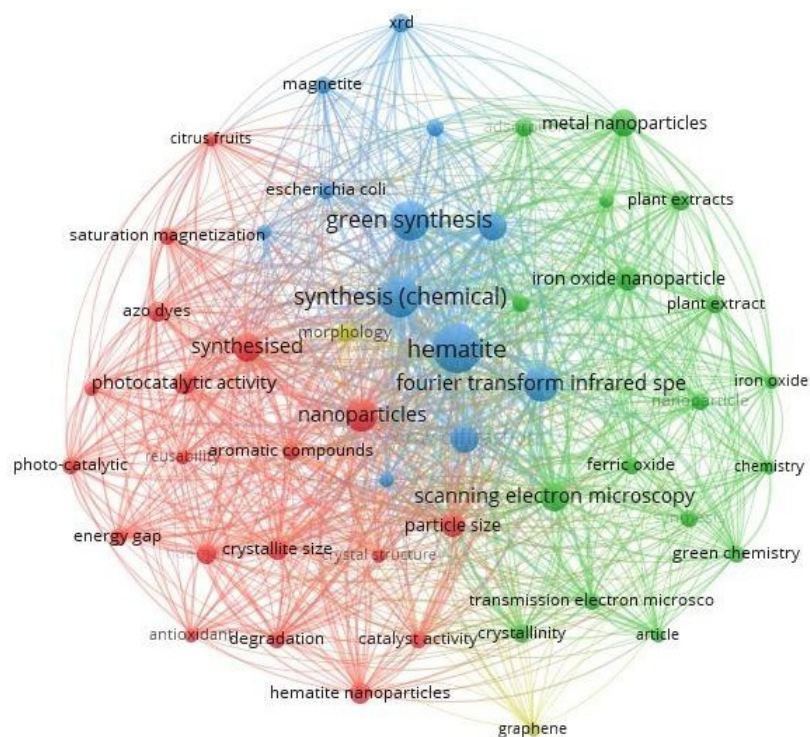 xrd
magnetite
metal nanoparticles
citrus fruits
escherichia coli
plant extracts
green synthesis
saturation magnetization
iron oxide nanoparticle
synthesis (chemical)
plant extract
azo dyes
morphology
synthesised
hematite
photocatalytic activity
fourier transform infrared spe
iron oxide
nanoparticle
nanoparticles
reusability
aromatic compounds
photo-catalytic
ferric oxide
chemistry
scanning electron microscopy
particle size
energy gap
crystallite size
crystal structure
green chemistry
transmission electron microsco
antioxidant
degradation
catalyst activity
crystallinity
article
hematite nanoparticles
graphene